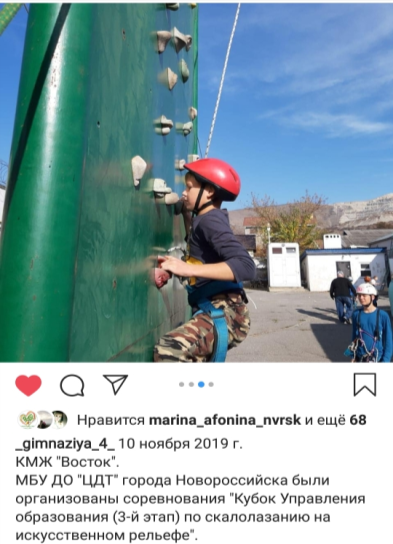 Нравится marina_afonina_nvrsk и ещё 68
_gimnaziya_4_ 10 ноября 2019 г.
КМЖ "Восток".
МБУ ДО "ЦДТ" города Новороссийска были
организованы соревнования "Кубок Управления
образования (3-й этап) по скалолазанию на
искусственном рельефе".